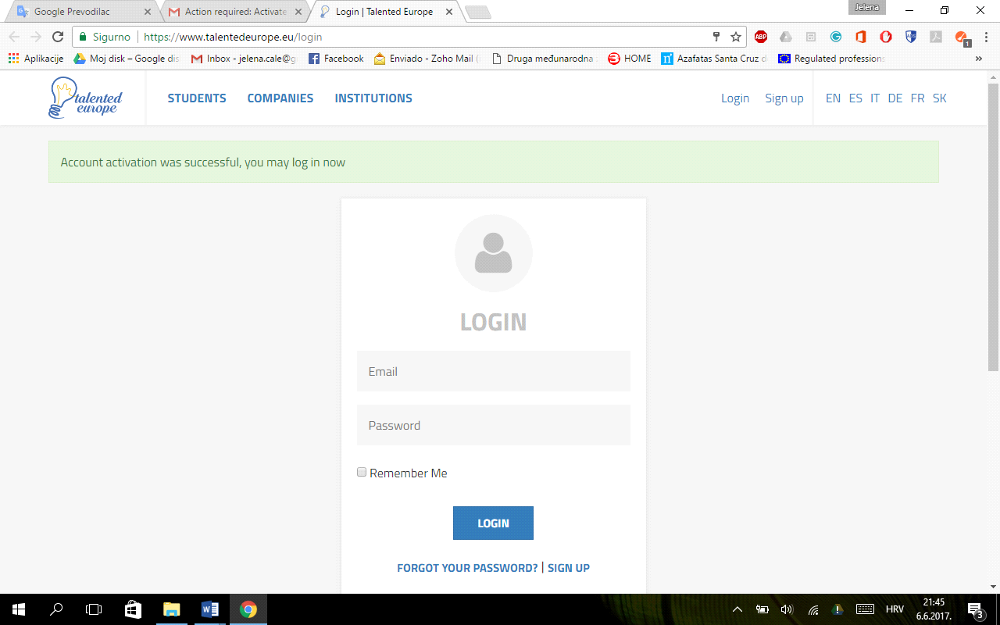 Google Prevodilac
Action required: Activate
Login | Talented Europe
Jelena
Sigurno
https://www.talentedeurope.eu/login
ABP
1
Aplikacije
Moj disk – Google dis
Inbox - jelena.cale@g
Facebook
Enviado - Zoho Mail (
Druga međunarodna
HOME
Azafatas Santa Cruz d
Regulated professions
»
talented
europe
STUDENTS
COMPANIES
INSTITUTIONS
Login
Sign up
EN ES IT DE FR SK
Account activation was successful, you may log in now
LOGIN
Email
Password
Remember Me
LOGIN
FORGOT YOUR PASSWORD? | SIGN UP
HRV
21:45
6.6.2017.
3